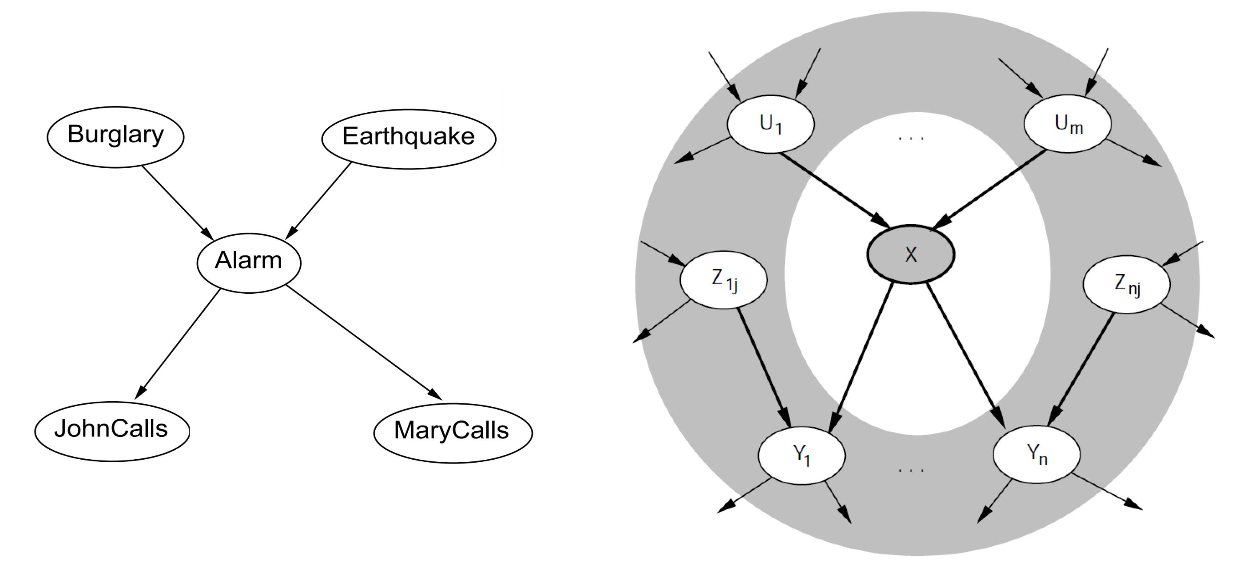 Burglary
Earthquake
Alarm
JohnCalls
MaryCalls
U1
. . .
Um
X
Z1j
Znj
Y1
. . .
Yn